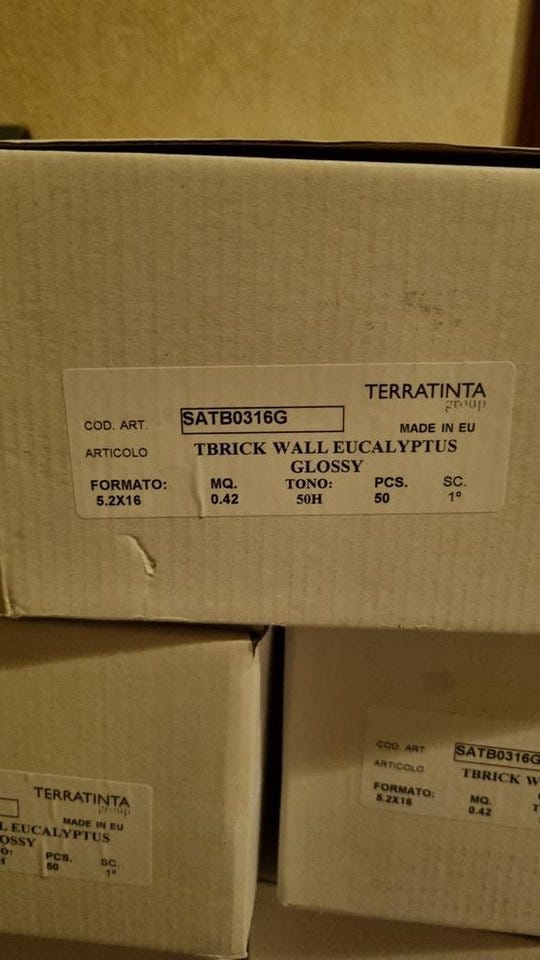 TERRATINTA
group
COD. ART. SATB0316G
MADE IN EU
ARTICOLO TBRICK WALL EUCALYPTUS
GLOSSY
FORMATO: MQ. TONO: PCS. SC.
5.2X16 0.42 50H 50 1°
TERRATINTA
group
MADE IN EU
L EUCALYPTUS
OSSY
O: PCS. SC.
H 50 1°
COD. ART SATB0316G
ARTICOLO TBRICK W
FORMATO: MQ. T
5.2X16 0.42